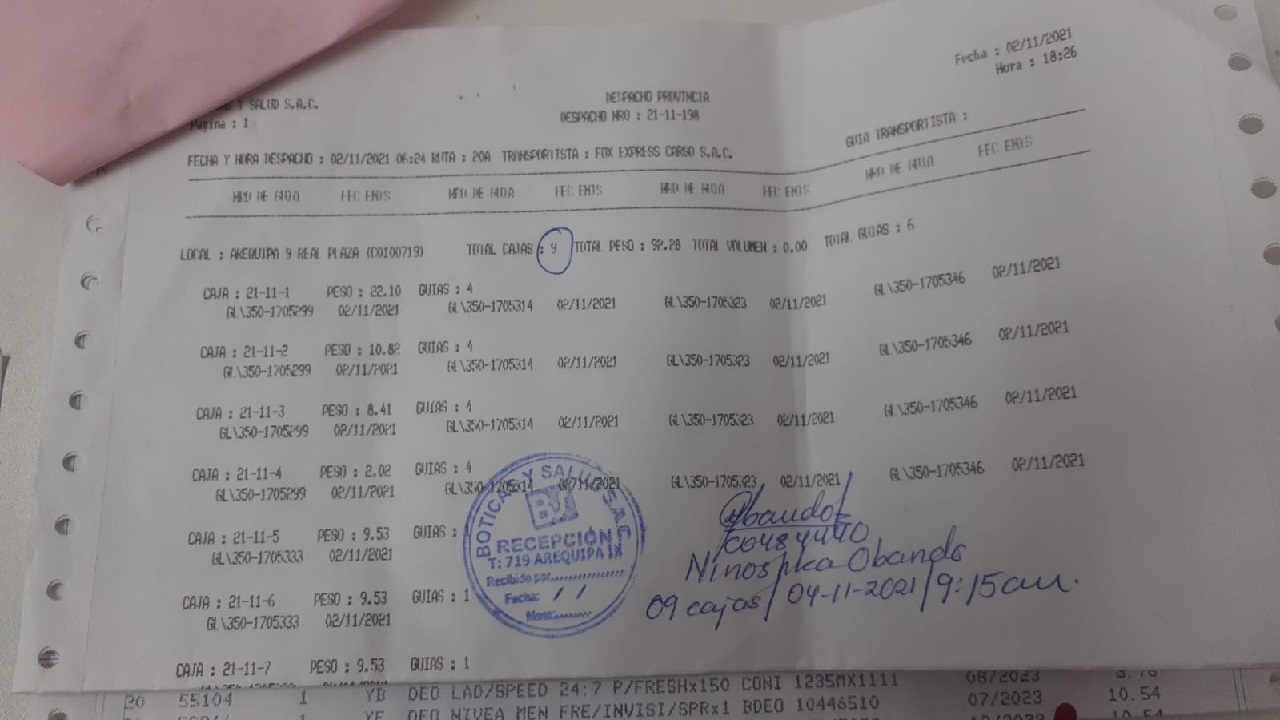 Fecha : 02/11/2021
Hora : 18:26
Y SALUD S.A.C.
DESPACHO PROVINCIA
Página : 1
DESPACHO NRO : 21-11-198
GUIA TRANSPORTISTA :
FECHA Y HORA DESPACHO : 02/11/2021 06:24 RUTA : 20A TRANSPORTISTA : FOX EXPRESS CARGO S.A.C.
NRO DE GUIA FEC EMIS NRO DE GUIA FEC EMIS NRO DE GUIA FEC EMIS NRO DE GUIA FEC EMIS
LOCAL : AREQUIPA 9 REAL PLAZA (C0100719) TOTAL CAJAS : 9 TOTAL PESO : 92.28 TOTAL VOLUMEN : 0.00 TOTAL GUIAS : 6
CAJA : 21-11-1 PESO : 22.10 GUIAS : 4
GL\350-1705299 02/11/2021 GL\350-1705314 02/11/2021 GL\350-1705323 02/11/2021 GL\350-1705346 02/11/2021
CAJA : 21-11-2 PESO : 10.82 GUIAS : 4
GL\350-1705299 02/11/2021 GL\350-1705314 02/11/2021 GL\350-1705323 02/11/2021 GL\350-1705346 02/11/2021
CAJA : 21-11-3 PESO : 8.41 GUIAS : 4
GL\350-1705299 02/11/2021 GL\350-1705314 02/11/2021 GL\350-1705323 02/11/2021 GL\350-1705346 02/11/2021
CAJA : 21-11-4 PESO : 2.02 GUIAS : 4
GL\350-1705299 02/11/2021 GL\350-1705314 02/11/2021 GL\350-1705323 02/11/2021 GL\350-1705346 02/11/2021
CAJA : 21-11-5 PESO : 9.53 GUIAS :
GL\350-1705333 02/11/2021
CAJA : 21-11-6 PESO : 9.53 GUIAS : 1
GL\350-1705333 02/11/2021
CAJA : 21-11-7 PESO : 9.53 GUIAS : 1
BOTICAS Y SALUD S.A.C.
RECEPCIÓN
T: 719 AREQUIPA IX
Recibido por:
Fecha: / /
Hora:
Obando
Obando
09 cajas / 04-11-2021 / 9:15 am.
20 55104 1 YB DEO LAD/SPEED 24:7 P/FRESHx150 CONI 1235MX1111 08/2023
1 YE DEO NIVEA MEN FRE/INVISI/SPRx1 BDEO 10446510 07/2023 10.54
10.54